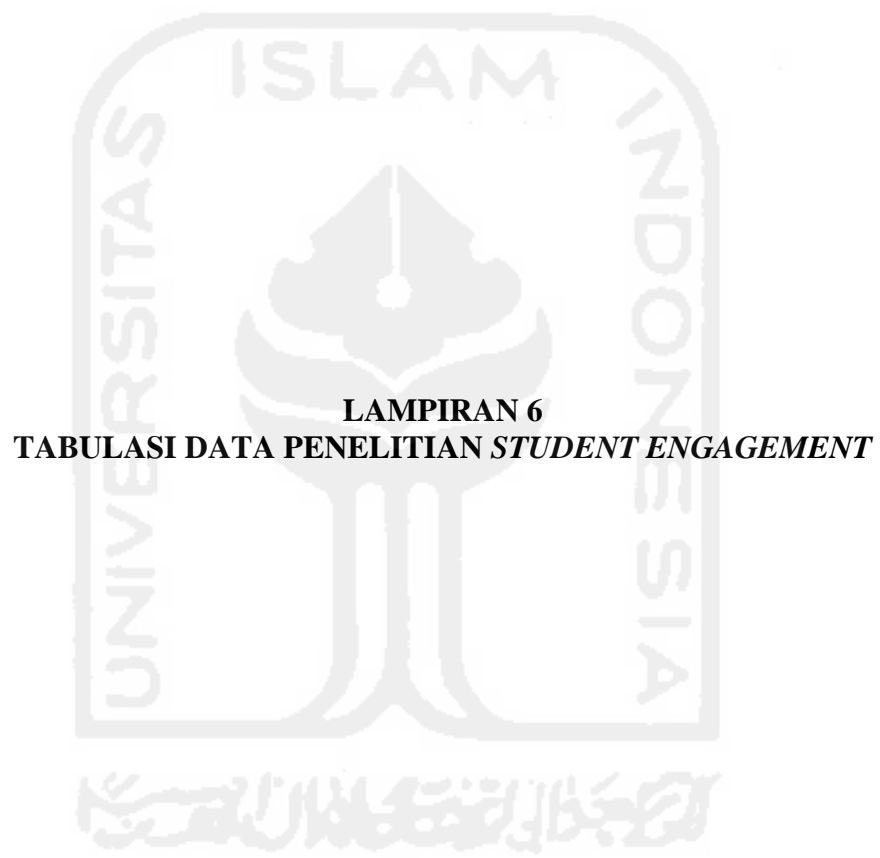 ISLAM
UNIVERSITAS
INDONESIA
LAMPIRAN 6
TABULASI DATA PENELITIAN STUDENT ENGAGEMENT